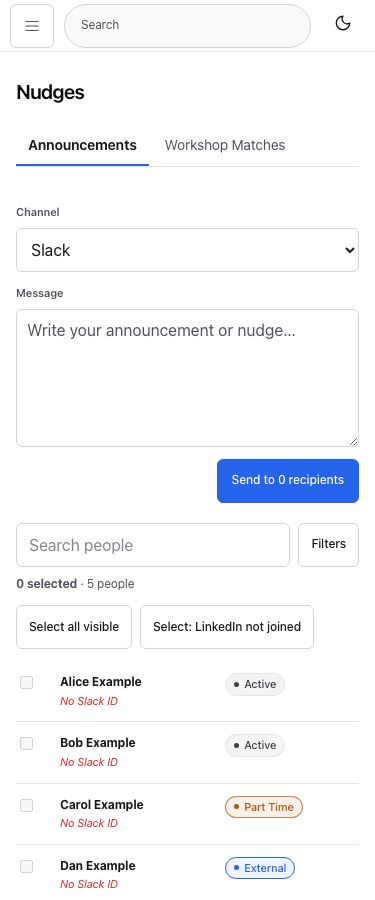 Search
Nudges
Announcements
Workshop Matches
Channel
Slack
Message
Write your announcement or nudge...
Send to 0 recipients
Search people
Filters
0 selected · 5 people
Select all visible
Select: LinkedIn not joined
Alice Example
Active
No Slack ID
Bob Example
Active
No Slack ID
Carol Example
Part Time
No Slack ID
Dan Example
External
No Slack ID